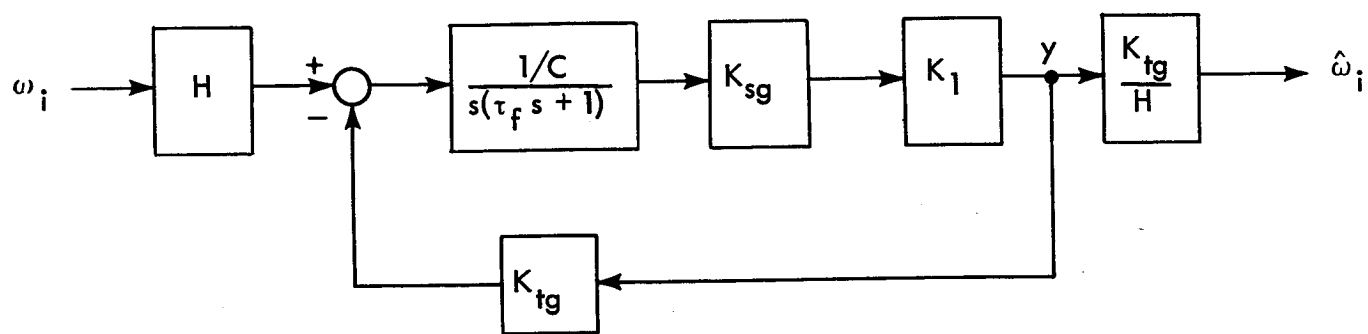 ω_i
H
+
−
1/C
s(τ_f s + 1)
K_sg
K_1
y
K_tg
H
ω̂_i
K_tg